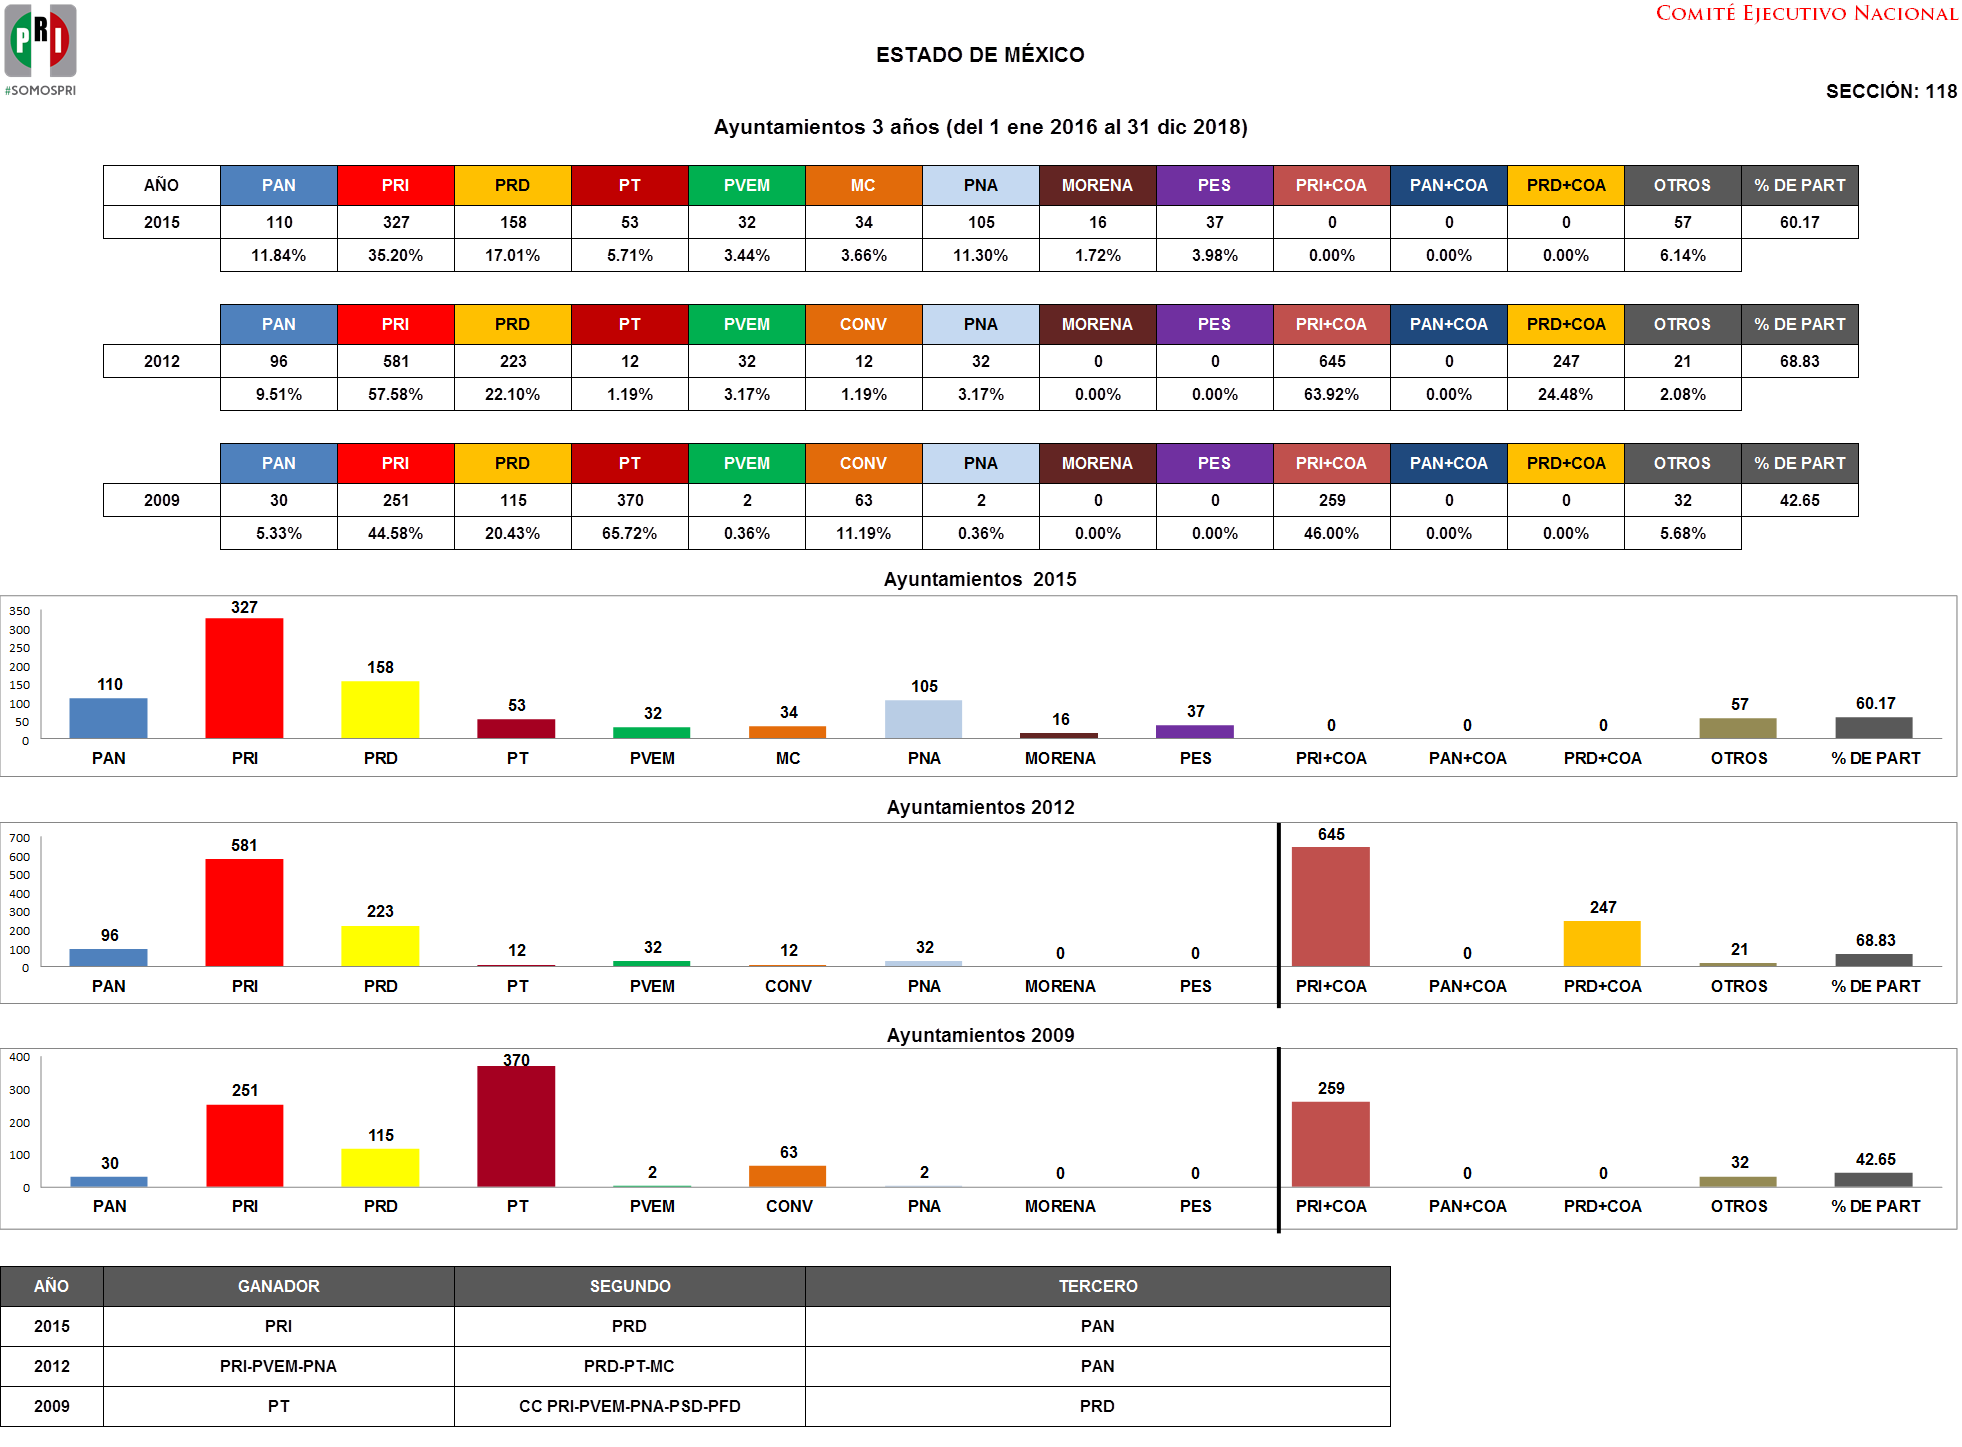 PRI
#SOMOSPRI
COMITÉ EJECUTIVO NACIONAL
ESTADO DE MÉXICO
SECCIÓN: 118
Ayuntamientos 3 años (del 1 ene 2016 al 31 dic 2018)
AÑO PAN PRI PRD PT PVEM MC PNA MORENA PES PRI+COA PAN+COA PRD+COA OTROS % DE PART
2015 110 327 158 53 32 34 105 16 37 0 0 0 57 60.17
11.84% 35.20% 17.01% 5.71% 3.44% 3.66% 11.30% 1.72% 3.98% 0.00% 0.00% 0.00% 6.14%
PAN PRI PRD PT PVEM CONV PNA MORENA PES PRI+COA PAN+COA PRD+COA OTROS % DE PART
2012 96 581 223 12 32 12 32 0 0 645 0 247 21 68.83
9.51% 57.58% 22.10% 1.19% 3.17% 1.19% 3.17% 0.00% 0.00% 63.92% 0.00% 24.48% 2.08%
PAN PRI PRD PT PVEM CONV PNA MORENA PES PRI+COA PAN+COA PRD+COA OTROS % DE PART
2009 30 251 115 370 2 63 2 0 0 259 0 0 32 42.65
5.33% 44.58% 20.43% 65.72% 0.36% 11.19% 0.36% 0.00% 0.00% 46.00% 0.00% 0.00% 5.68%
Ayuntamientos 2015
350
300
250
200
150
100
50
0
110 327 158 53 32 34 105 16 37 0 0 0 57 60.17
PAN PRI PRD PT PVEM MC PNA MORENA PES PRI+COA PAN+COA PRD+COA OTROS % DE PART
Ayuntamientos 2012
700
600
500
400
300
200
100
0
96 581 223 12 32 12 32 0 0 645 0 247 21 68.83
PAN PRI PRD PT PVEM CONV PNA MORENA PES PRI+COA PAN+COA PRD+COA OTROS % DE PART
Ayuntamientos 2009
400
300
200
100
0
30 251 115 370 2 63 2 0 0 259 0 0 32 42.65
PAN PRI PRD PT PVEM CONV PNA MORENA PES PRI+COA PAN+COA PRD+COA OTROS % DE PART
AÑO GANADOR SEGUNDO TERCERO
2015 PRI PRD PAN
2012 PRI-PVEM-PNA PRD-PT-MC PAN
2009 PT CC PRI-PVEM-PNA-PSD-PFD PRD